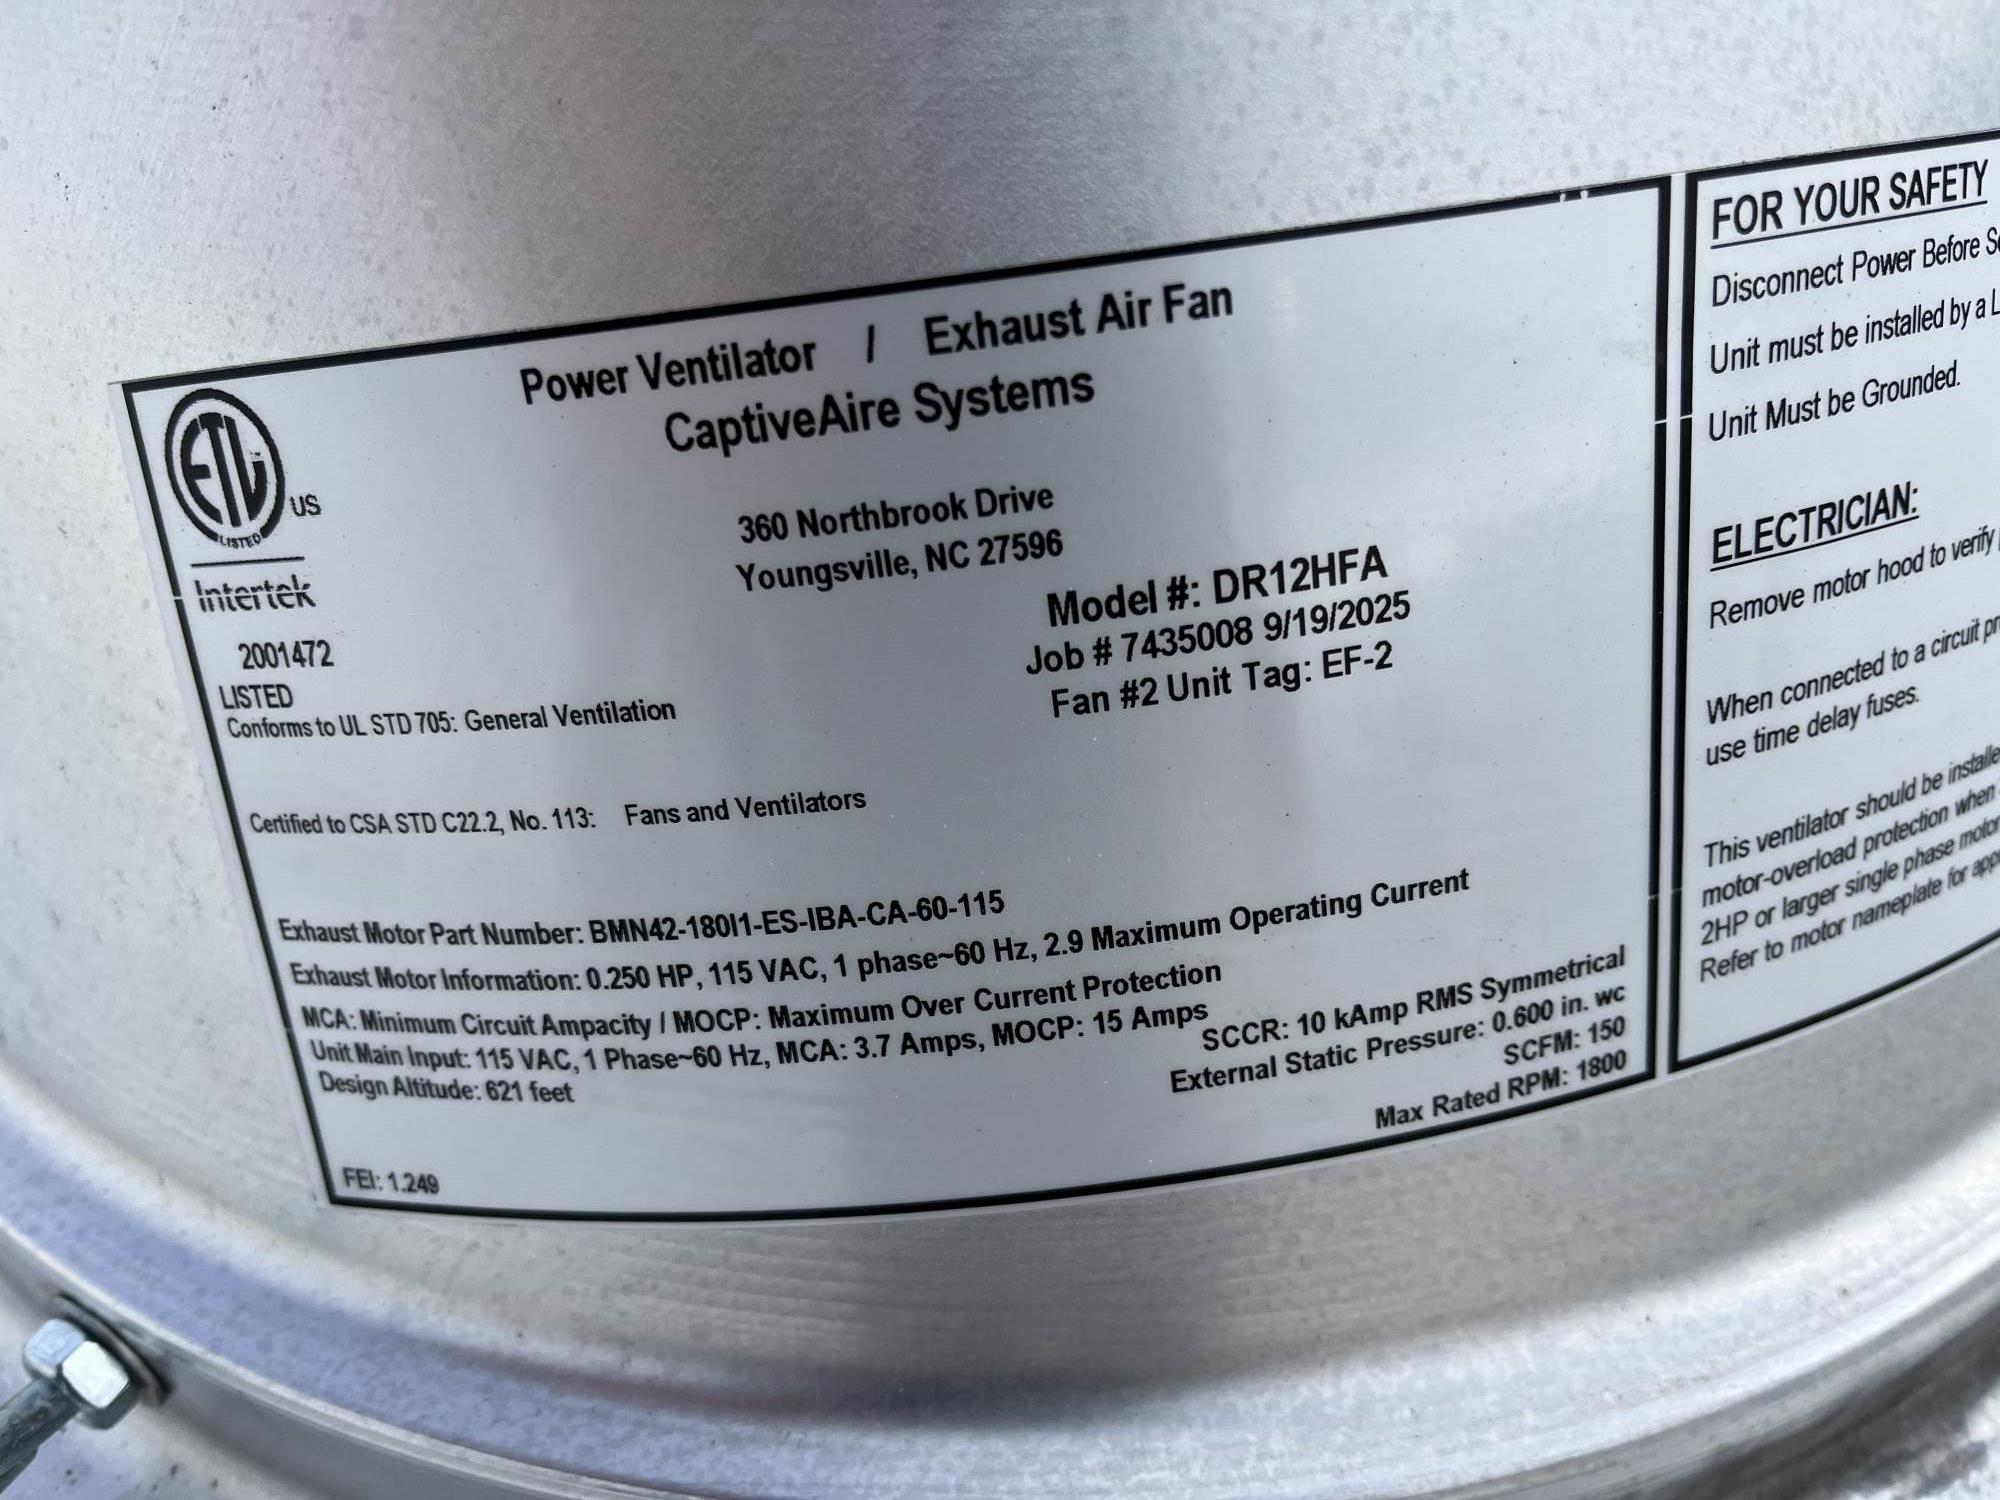 Power Ventilator / Exhaust Air Fan
CaptiveAire Systems
ETL
LISTED
US
Intertek
2001472
LISTED
Conforms to UL STD 705: General Ventilation
360 Northbrook Drive
Youngsville, NC 27596
Model #: DR12HFA
Job # 7435008 9/19/2025
Fan #2 Unit Tag: EF-2
Certified to CSA STD C22.2, No. 113: Fans and Ventilators
Exhaust Motor Part Number: BMN42-180I1-ES-IBA-CA-60-115
Exhaust Motor Information: 0.250 HP, 115 VAC, 1 phase~60 Hz, 2.9 Maximum Operating Current
MCA: Minimum Circuit Ampacity / MOCP: Maximum Over Current Protection
Unit Main Input: 115 VAC, 1 Phase~60 Hz, MCA: 3.7 Amps, MOCP: 15 Amps
Design Altitude: 621 feet
SCCR: 10 kAmp RMS Symmetrical
External Static Pressure: 0.600 in. wc
SCFM: 150
Max Rated RPM: 1800
FEI: 1.249
FOR YOUR SAFETY
Disconnect Power Before
Unit must be installed by a
Unit Must be Grounded.
ELECTRICIAN:
Remove motor hood to verify
When connected to a circuit
use time delay fuses.
This ventilator should be
motor-overload protection when
2HP or larger single phase
Refer to motor nameplate for